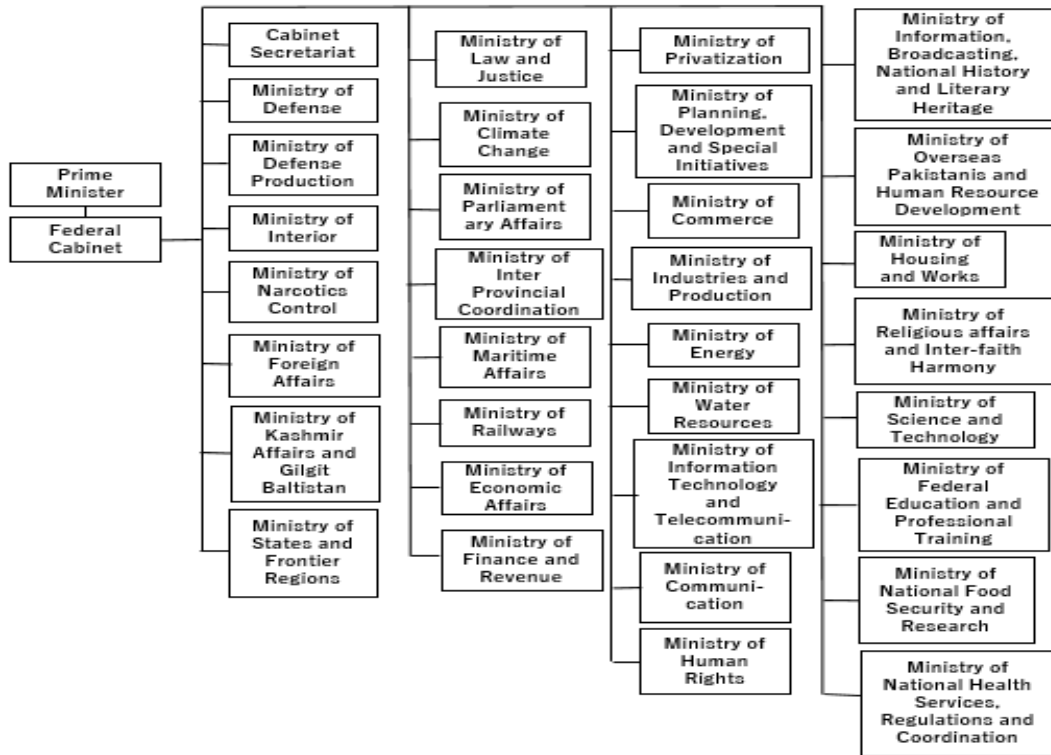 Prime
Minister
Federal
Cabinet
Cabinet
Secretariat
Ministry of
Defense
Ministry of
Defense
Production
Ministry of
Interior
Ministry of
Narcotics
Control
Ministry of
Foreign
Affairs
Ministry of
Kashmir
Affairs and
Gilgit
Baltistan
Ministry of
States and
Frontier
Regions
Ministry of
Law and
Justice
Ministry of
Climate
Change
Ministry of
Parliament
ary Affairs
Ministry of
Inter
Provincial
Coordination
Ministry of
Maritime
Affairs
Ministry of
Railways
Ministry of
Economic
Affairs
Ministry of
Finance and
Revenue
Ministry of
Privatization
Ministry of
Planning,
Development
and Special
Initiatives
Ministry of
Commerce
Ministry of
Industries and
Production
Ministry of
Energy
Ministry of
Water
Resources
Ministry of
Information
Technology
and
Telecommuni-
cation
Ministry of
Communi-
cation
Ministry of
Human
Rights
Ministry of
Information,
Broadcasting,
National History
and Literary
Heritage
Ministry of
Overseas
Pakistanis and
Human Resource
Development
Ministry of
Housing
and Works
Ministry of
Religious affairs
and Inter-faith
Harmony
Ministry of
Science and
Technology
Ministry of
Federal
Education and
Professional
Training
Ministry of
National Food
Security and
Research
Ministry of
National Health
Services,
Regulations and
Coordination